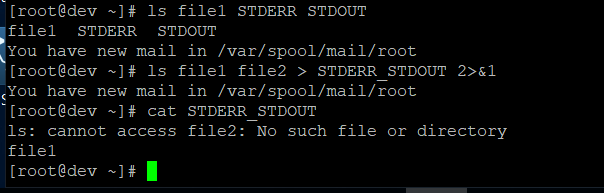 [root@dev ~]# ls file1 STDERR STDOUT
file1  STDERR  STDOUT
You have new mail in /var/spool/mail/root
[root@dev ~]# ls file1 file2 > STDERR_STDOUT 2>&1
You have new mail in /var/spool/mail/root
[root@dev ~]# cat STDERR_STDOUT
ls: cannot access file2: No such file or directory
file1
[root@dev ~]#